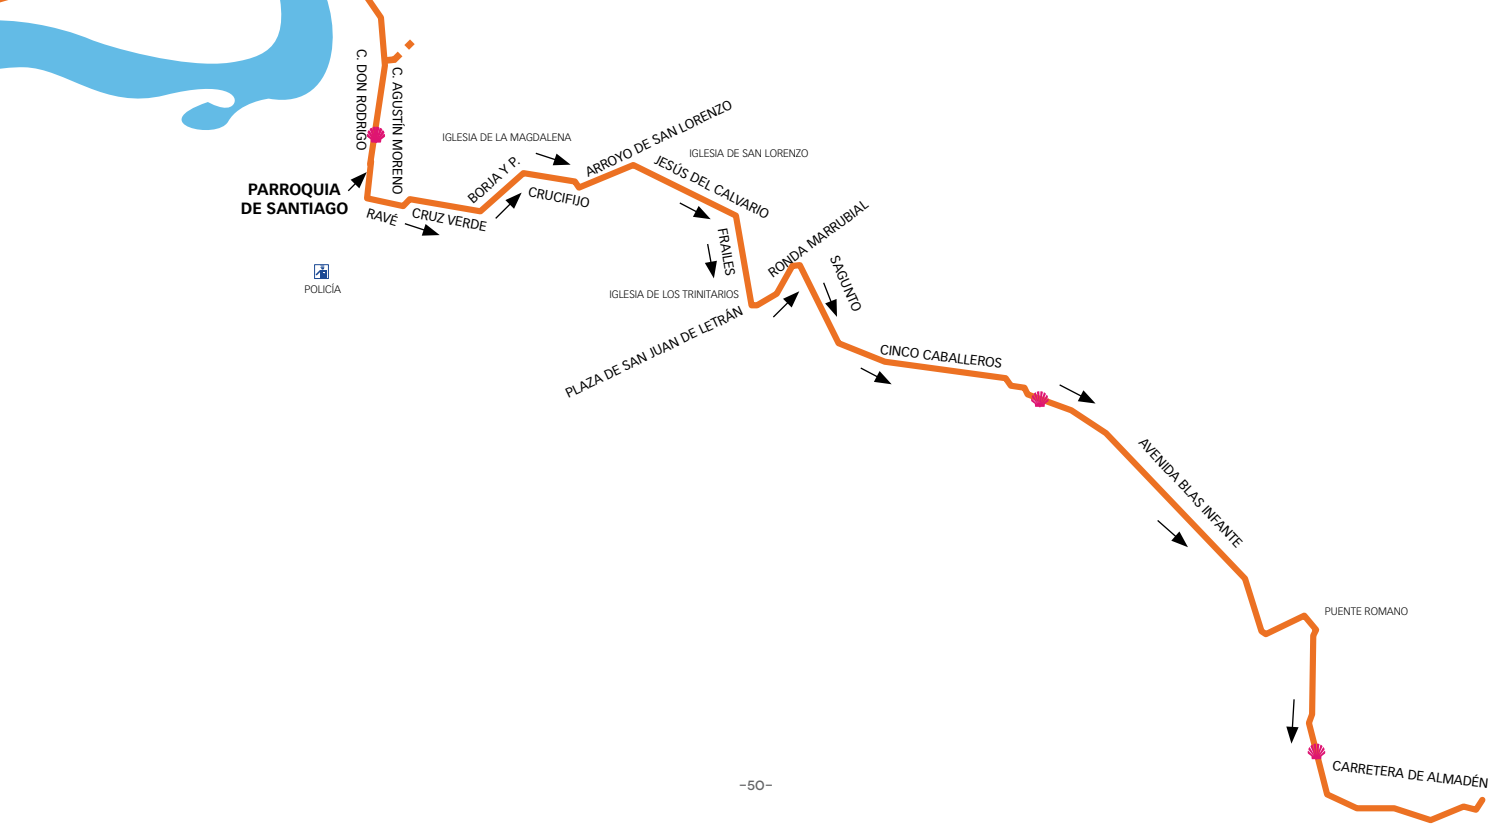 C. DON RODRIGO
C. AGUSTÍN MORENO
PARROQUIA
DE SANTIAGO
RAVÉ
CRUZ VERDE
BORJA Y P.
IGLESIA DE LA MAGDALENA
CRUCIFIJO
ARROYO DE SAN LORENZO
IGLESIA DE SAN LORENZO
JESÚS DEL CALVARIO
FRAILES
POLICÍA
IGLESIA DE LOS TRINITARIOS
PLAZA DE SAN JUAN DE LETRÁN
RONDA MARRUBIAL
SAGUNTO
CINCO CABALLEROS
AVENIDA BLAS INFANTE
PUENTE ROMANO
CARRETERA DE ALMADÉN
-50-